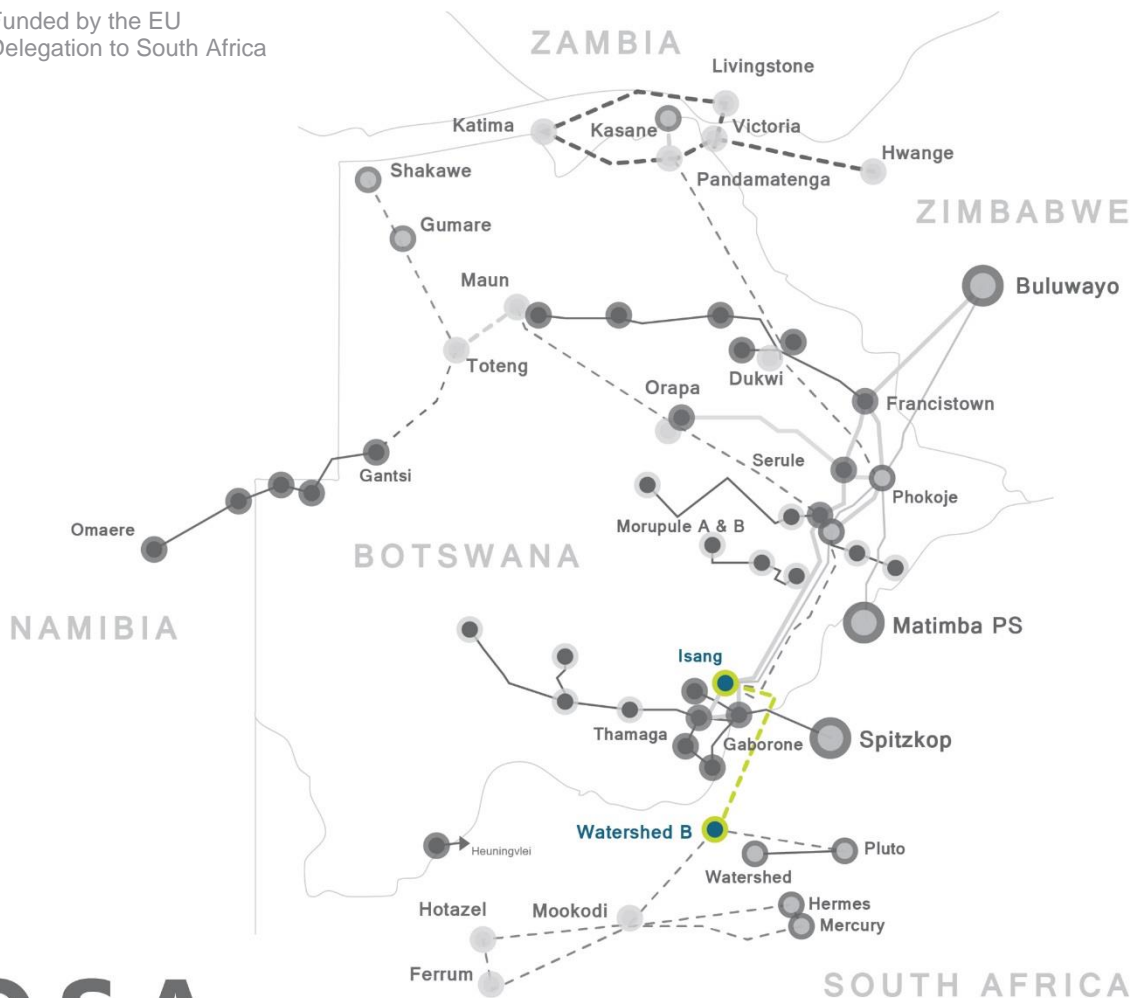 Funded by the EU
Delegation to South Africa
ZAMBIA
Livingstone
Katima
Kasane
Victoria
Hwange
Pandamatenga
Shakawe
ZIMBABWE
Gumare
Maun
Buluwayo
Toteng
Dukwi
Orapa
Francistown
Serule
Gantsi
Phokoje
Morupule A & B
Omaere
BOTSWANA
NAMIBIA
Matimba PS
Isang
Thamaga
Gaborone
Spitzkop
Watershed B
Heuningvlei
Pluto
Watershed
Hotazel
Mookodi
Hermes
Mercury
Ferrum
SOUTH AFRICA